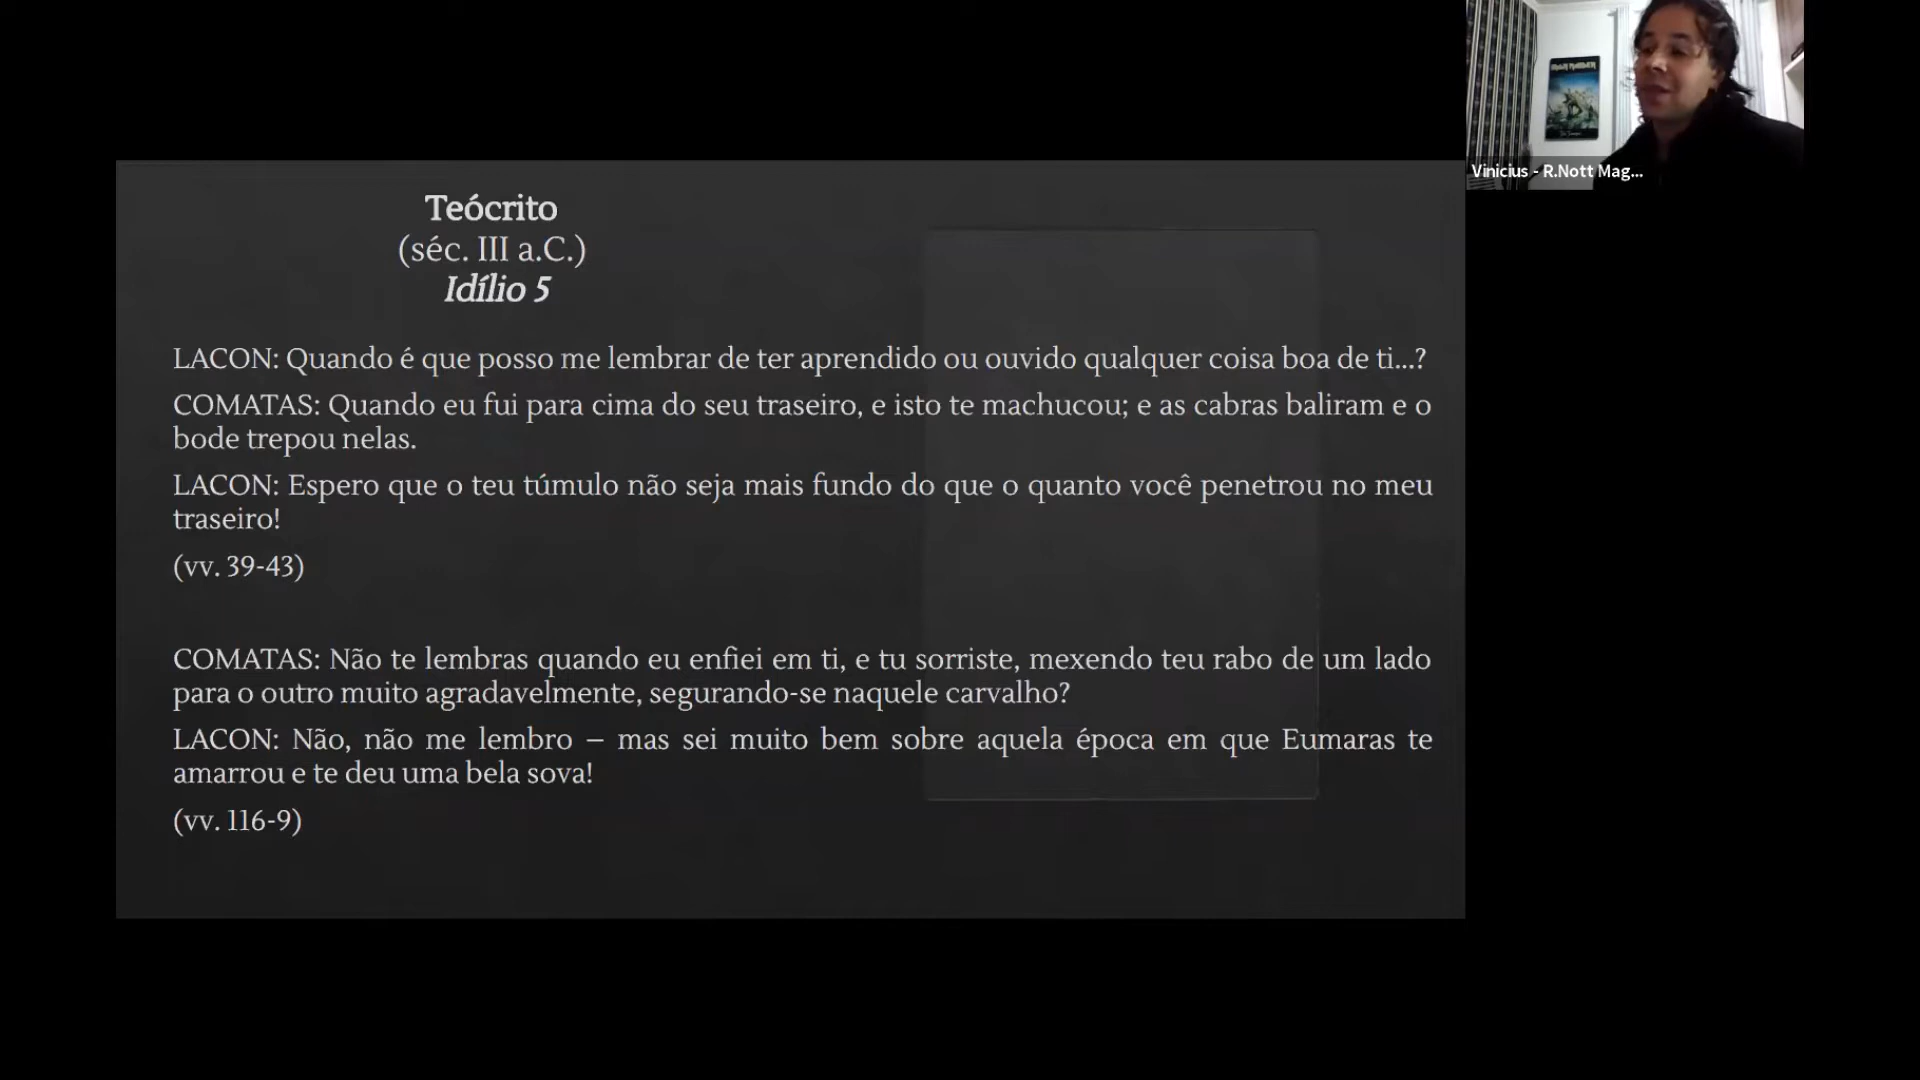 Vinicius - R.Nott Mag...
Teócrito
(séc. III a.C.)
Idílio 5
LACON: Quando é que posso me lembrar de ter aprendido ou ouvido qualquer coisa boa de ti...?
COMATAS: Quando eu fui para cima do seu traseiro, e isto te machucou; e as cabras baliram e o
bode trepou nelas.
LACON: Espero que o teu túmulo não seja mais fundo do que o quanto você penetrou no meu
traseiro!
(vv. 39-43)
COMATAS: Não te lembras quando eu enfiei em ti, e tu sorriste, mexendo teu rabo de um lado
para o outro muito agradavelmente, segurando-se naquele carvalho?
LACON: Não, não me lembro – mas sei muito bem sobre aquela época em que Eumaras te
amarrou e te deu uma bela sova!
(vv. 116-9)